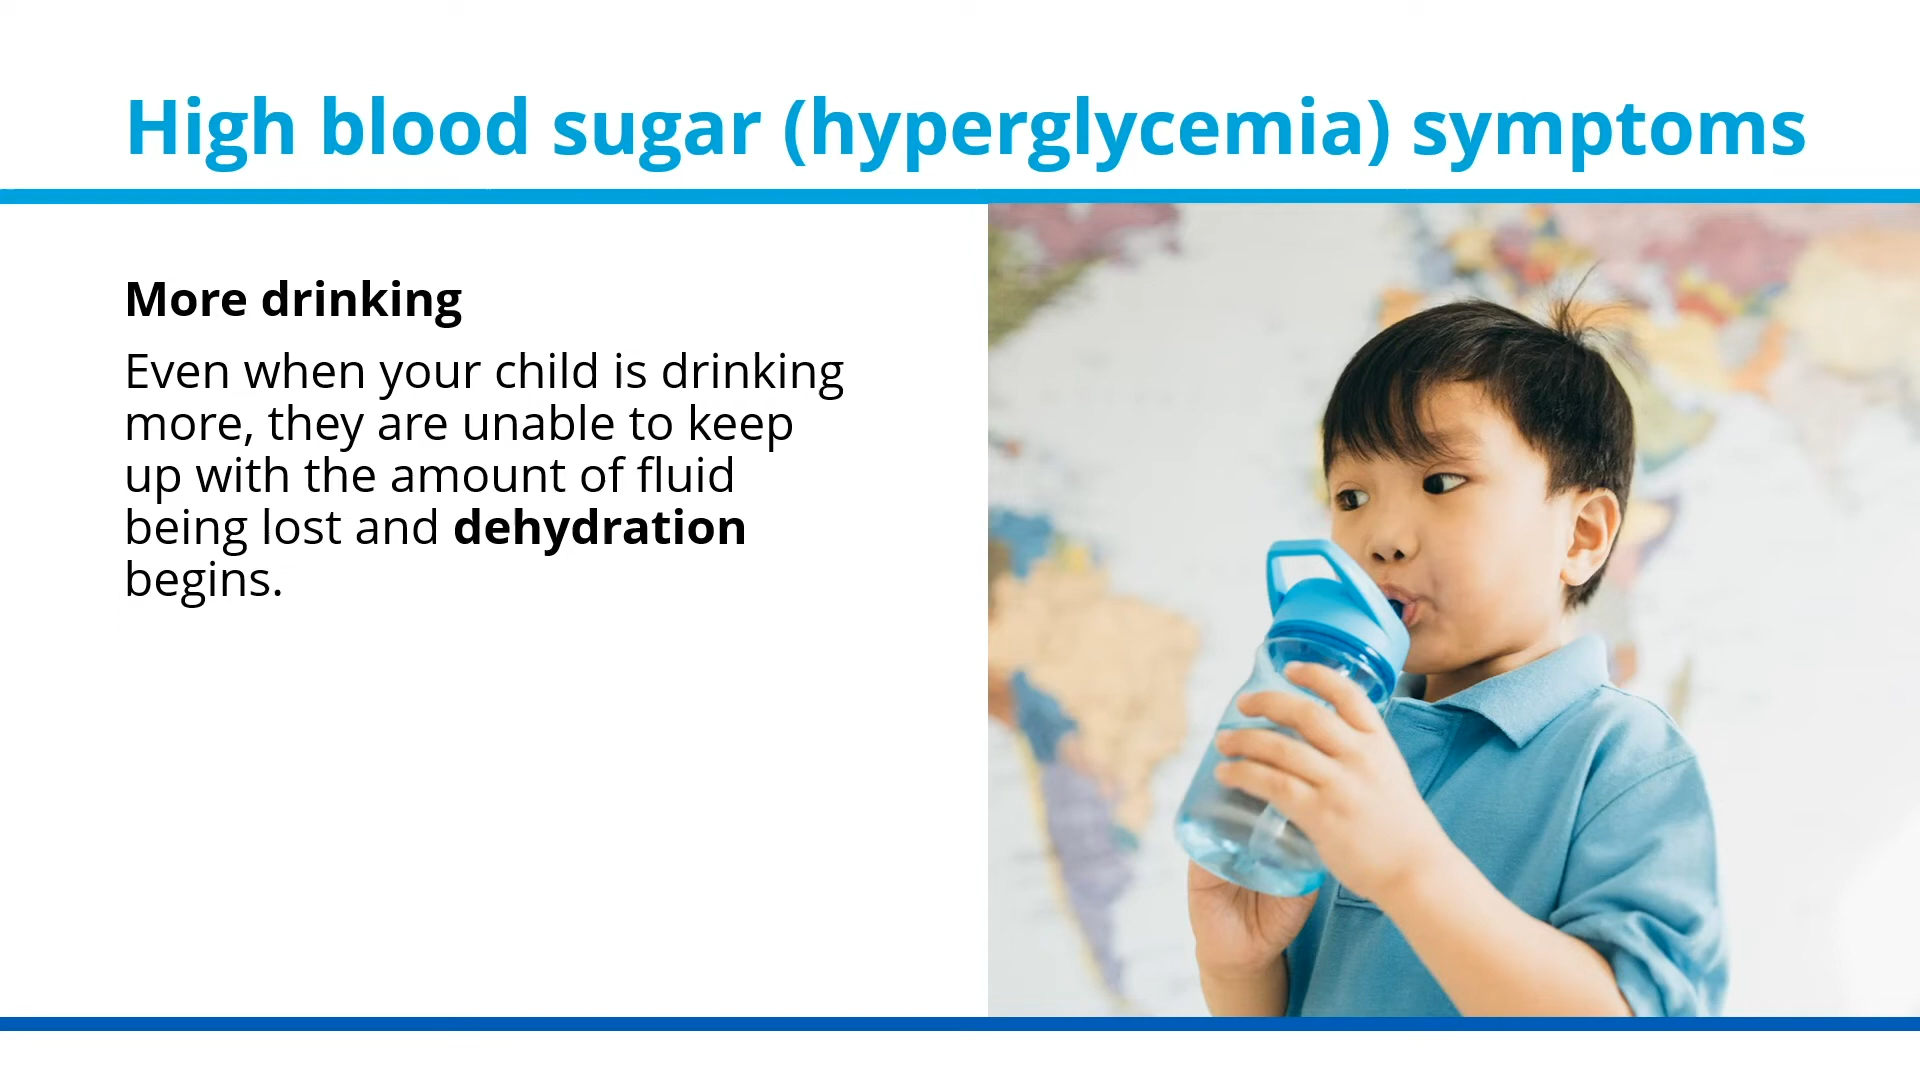 High blood sugar (hyperglycemia) symptoms
More drinking
Even when your child is drinking
more, they are unable to keep
up with the amount of fluid
being lost and dehydration
begins.